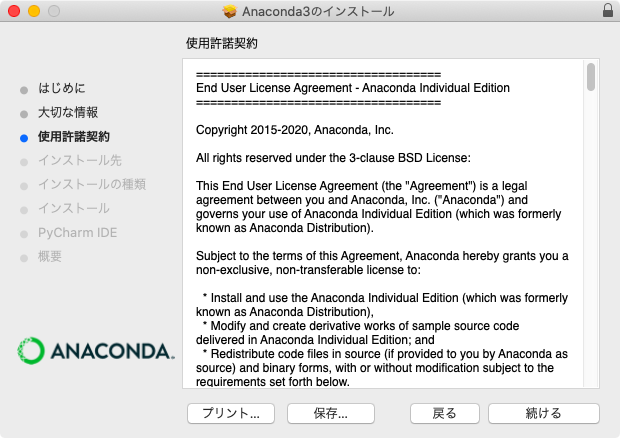 Anaconda3のインストール
使用許諾契約
はじめに
大切な情報
使用許諾契約
インストール先
インストールの種類
インストール
PyCharm IDE
概要
ANACONDA.
===================================
End User License Agreement - Anaconda Individual Edition
===================================
Copyright 2015-2020, Anaconda, Inc.
All rights reserved under the 3-clause BSD License:
This End User License Agreement (the "Agreement") is a legal
agreement between you and Anaconda, Inc. ("Anaconda") and
governs your use of Anaconda Individual Edition (which was formerly
known as Anaconda Distribution).
Subject to the terms of this Agreement, Anaconda hereby grants you a
non-exclusive, non-transferable license to:
* Install and use the Anaconda Individual Edition (which was formerly
known as Anaconda Distribution),
* Modify and create derivative works of sample source code
delivered in Anaconda Individual Edition; and
* Redistribute code files in source (if provided to you by Anaconda as
source) and binary forms, with or without modification subject to the
requirements set forth below.
プリント...
保存...
戻る
続ける